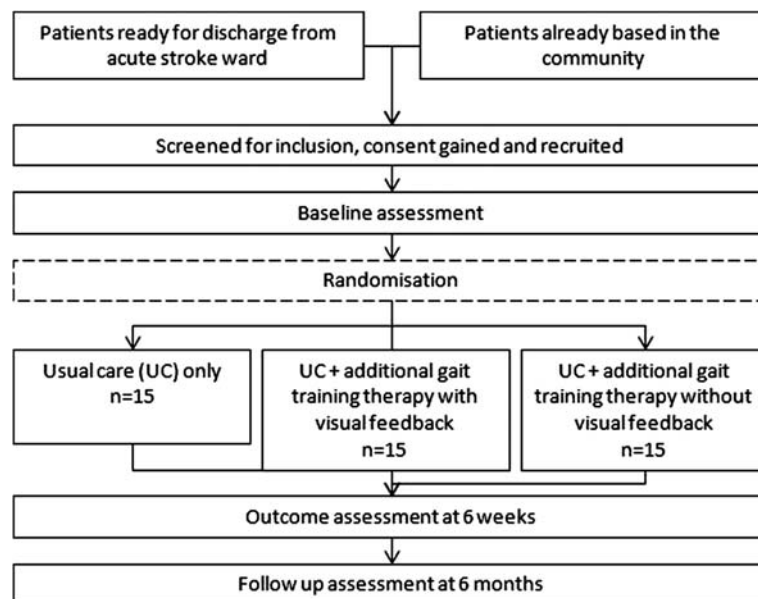 Patients ready for discharge from
acute stroke ward
Patients already based in the
community
Screened for inclusion, consent gained and recruited
Baseline assessment
Randomisation
Usual care (UC) only
n=15
UC + additional gait
training therapy with
visual feedback
n=15
UC + additional gait
training therapy without
visual feedback
n=15
Outcome assessment at 6 weeks
Follow up assessment at 6 months